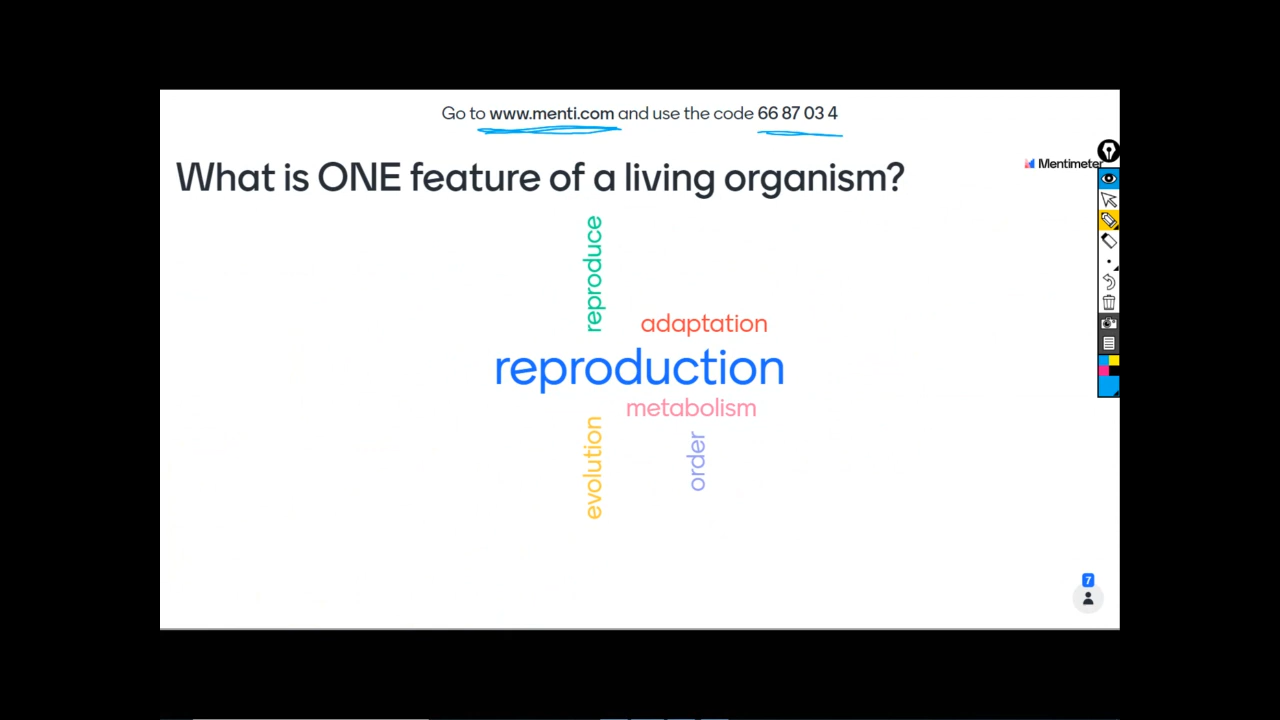 Go to www.menti.com and use the code 66 87 03 4
Mentimeter
What is ONE feature of a living organism?
reproduce
adaptation
reproduction
metabolism
evolution
order
7